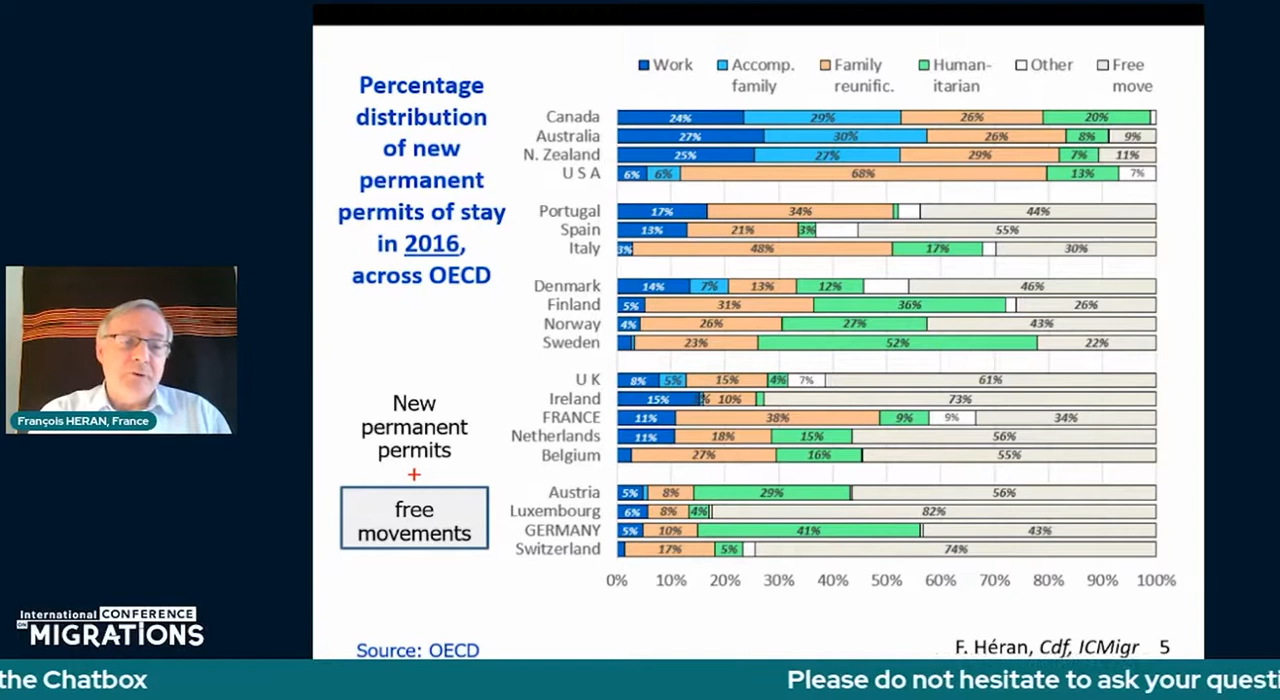 Percentage
distribution
of new
permanent
permits of stay
in 2016,
across OECD
Work Accomp. family Family reunific. Human-itarian Other Free move
Canada 24% 29% 26% 20%
Australia 27% 30% 26% 8% 9%
N. Zealand 25% 27% 29% 7% 11%
U S A 6% 6% 68% 13% 7%
Portugal 17% 34% 44%
Spain 13% 21% 3% 55%
Italy 3% 48% 17% 30%
Denmark 14% 7% 13% 12% 46%
Finland 5% 31% 36% 26%
Norway 4% 26% 27% 43%
Sweden 23% 52% 22%
U K 8% 5% 15% 4% 7% 61%
Ireland 15% % 10% 73%
FRANCE 11% 38% 9% 9% 34%
Netherlands 11% 18% 15% 56%
Belgium 27% 16% 55%
Austria 5% 8% 29% 56%
Luxembourg 6% 8% 4% 82%
GERMANY 5% 10% 41% 43%
Switzerland 17% 5% 74%
0% 10% 20% 30% 40% 50% 60% 70% 80% 90% 100%
New
permanent
permits
+
free
movements
Source: OECD
F. Héran, Cdf, ICMigr 5
François HERAN, France
International CONFERENCE
ON MIGRATIONS
the Chatbox
Please do not hesitate to ask your questi